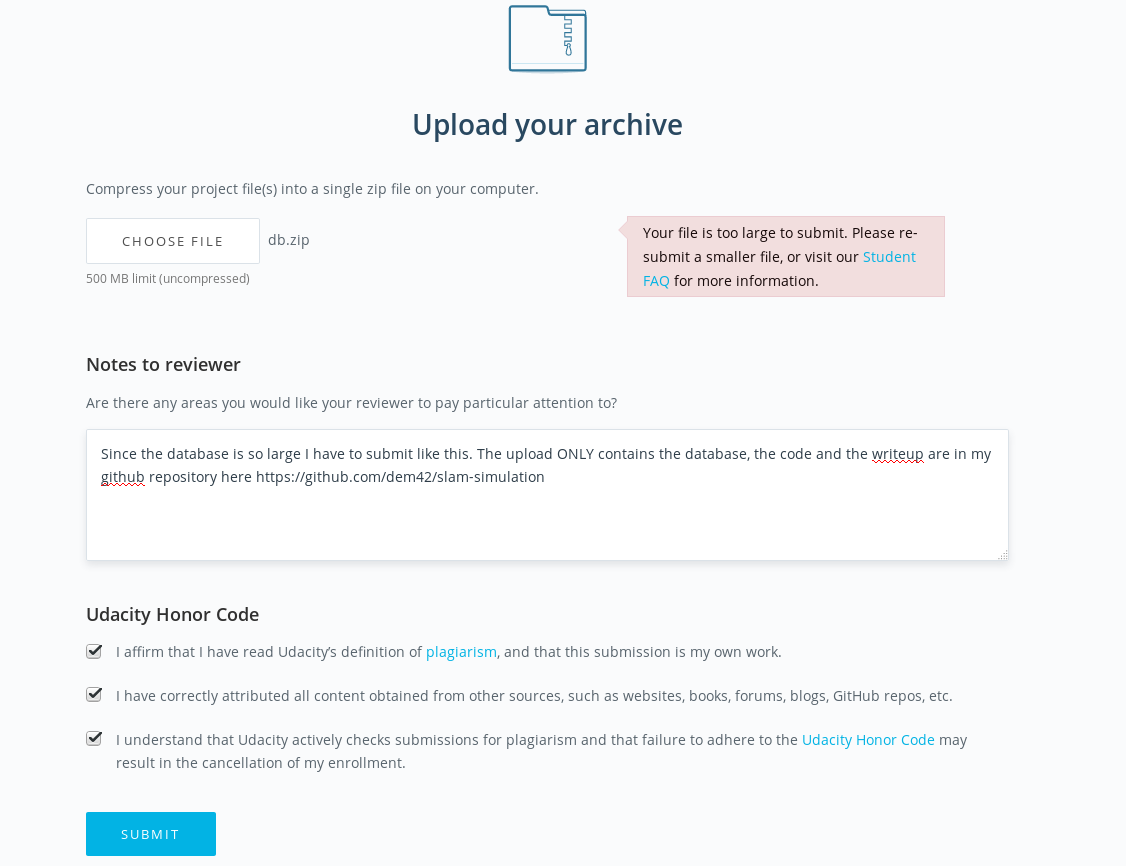 Upload your archive
Compress your project file(s) into a single zip file on your computer.
CHOOSE FILE
db.zip
500 MB limit (uncompressed)
Your file is too large to submit. Please re-
submit a smaller file, or visit our Student
FAQ for more information.
Notes to reviewer
Are there any areas you would like your reviewer to pay particular attention to?
Since the database is so large I have to submit like this. The upload ONLY contains the database, the code and the writeup are in my
github repository here https://github.com/dem42/slam-simulation
Udacity Honor Code
I affirm that I have read Udacity’s definition of plagiarism, and that this submission is my own work.
I have correctly attributed all content obtained from other sources, such as websites, books, forums, blogs, GitHub repos, etc.
I understand that Udacity actively checks submissions for plagiarism and that failure to adhere to the Udacity Honor Code may
result in the cancellation of my enrollment.
SUBMIT